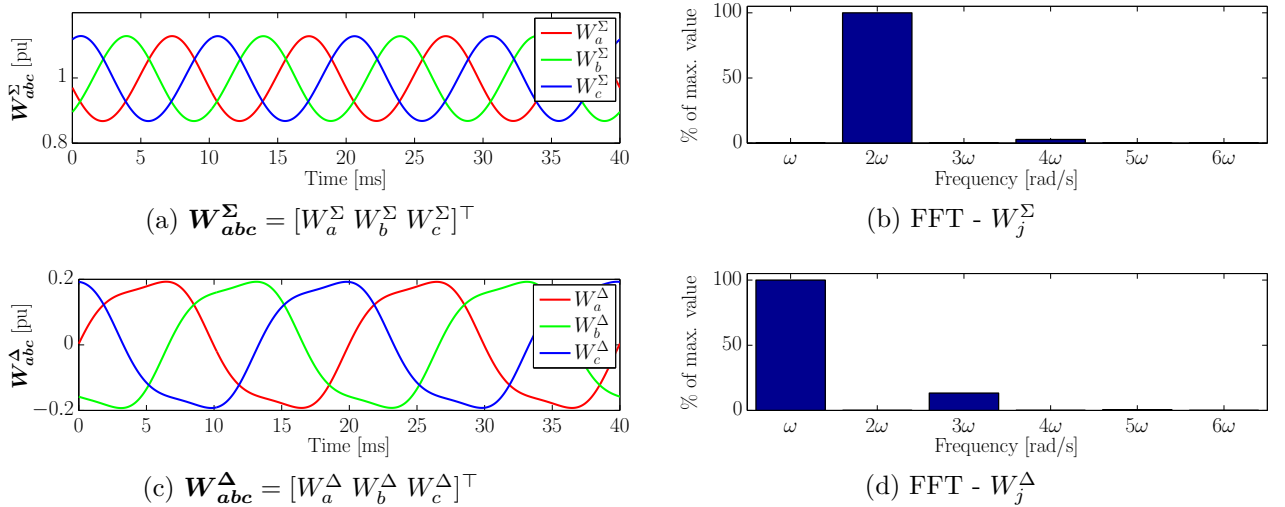 W^Σ_abc [pu]
1
0.8
0 5 10 15 20 25 30 35 40
Time [ms]
W^Σ_a
W^Σ_b
W^Σ_c
(a) W^Σ_abc = [W^Σ_a W^Σ_b W^Σ_c]^⊤
% of max. value
100
50
0
ω 2ω 3ω 4ω 5ω 6ω
Frequency [rad/s]
(b) FFT - W^Σ_j
W^Δ_abc [pu]
0.2
0
−0.2
0 5 10 15 20 25 30 35 40
Time [ms]
W^Δ_a
W^Δ_b
W^Δ_c
(c) W^Δ_abc = [W^Δ_a W^Δ_b W^Δ_c]^⊤
% of max. value
100
50
0
ω 2ω 3ω 4ω 5ω 6ω
Frequency [rad/s]
(d) FFT - W^Δ_j